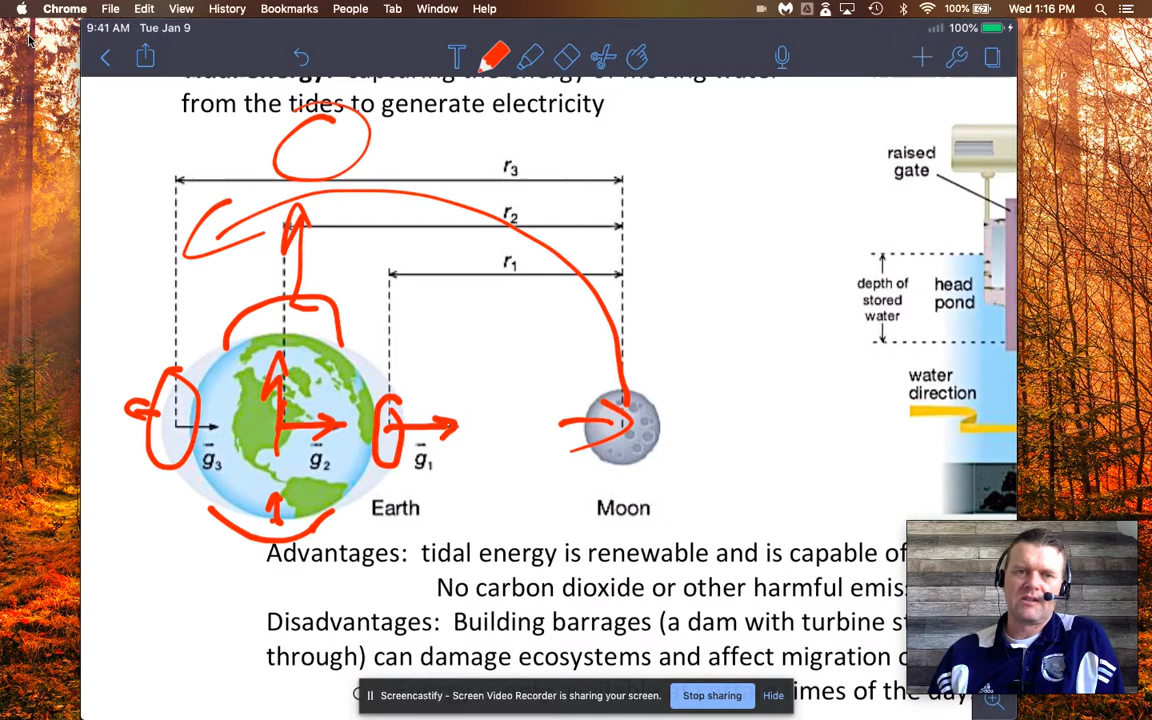 Chrome File Edit View History Bookmarks People Tab Window Help 100% Wed 1:16 PM
9:41 AM Tue Jan 9 100%
T
from the tides to generate electricity
r3
r2
r1
g3
g2
g1
Earth
Moon
raised
gate
depth of
stored
water
head
pond
water
direction
Advantages: tidal energy is renewable and is capable of
No carbon dioxide or other harmful emis
Disadvantages: Building barrages (a dam with turbine s
through) can damage ecosystems and affect migration
imes of the day
Screencastify - Screen Video Recorder is sharing your screen. Stop sharing Hide